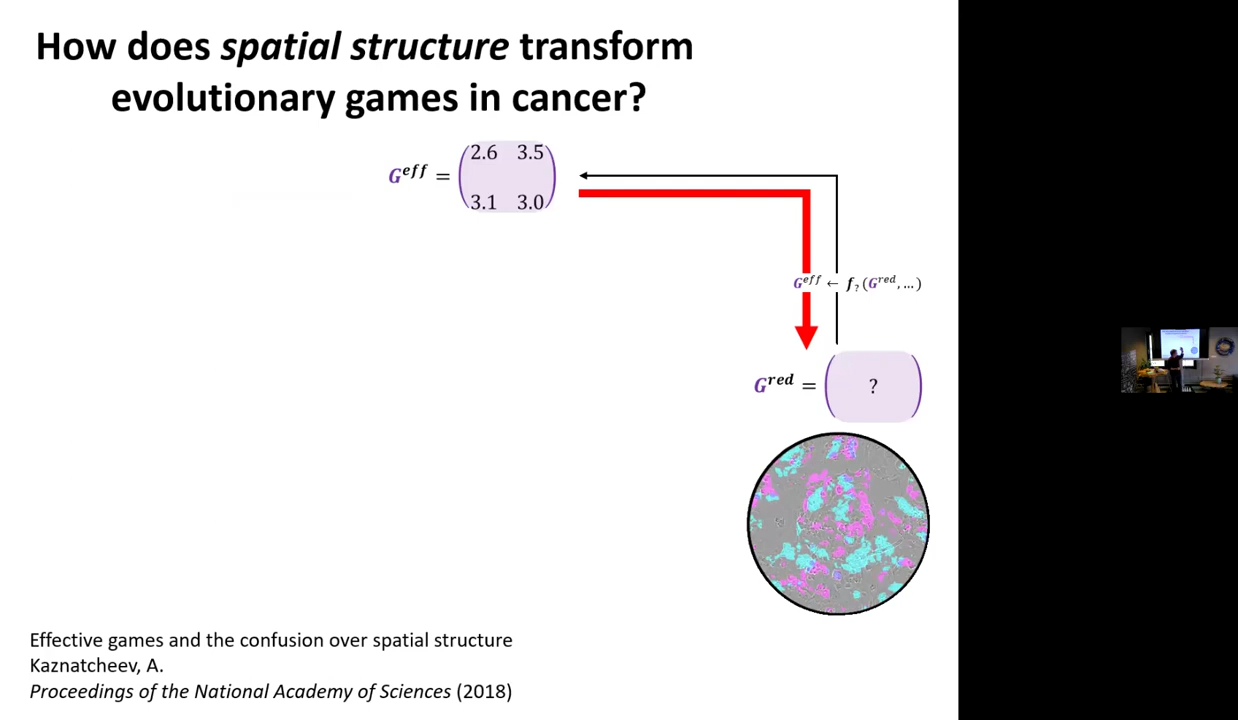 How does spatial structure transform
evolutionary games in cancer?
G^eff = (2.6 3.5
3.1 3.0)
G^eff ← f_?(G^red, ...)
G^red = ( ? )
Effective games and the confusion over spatial structure
Kaznatcheev, A.
Proceedings of the National Academy of Sciences (2018)